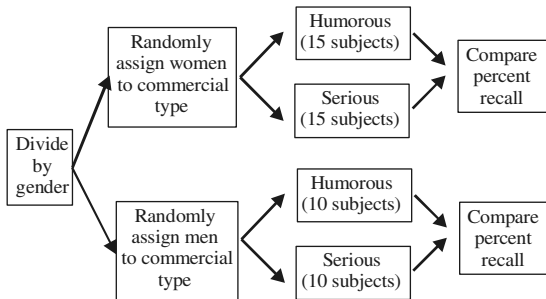 Divide
by
gender
Randomly
assign women
to commercial
type
Humorous
(15 subjects)
Serious
(15 subjects)
Compare
percent
recall
Randomly
assign men
to commercial
type
Humorous
(10 subjects)
Serious
(10 subjects)
Compare
percent
recall